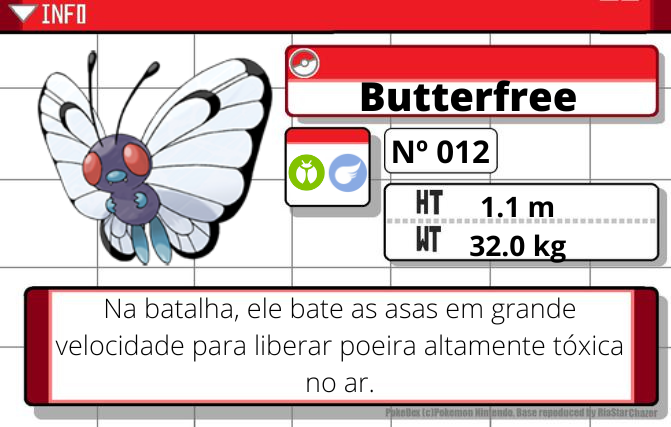 INFO
Butterfree
Nº 012
HT 1.1 m
WT 32.0 kg
Na batalha, ele bate as asas em grande
velocidade para liberar poeira altamente tóxica
no ar.
PokeDex (c)Pokemon Nintendo. Base repoduced by RiaStarChazer